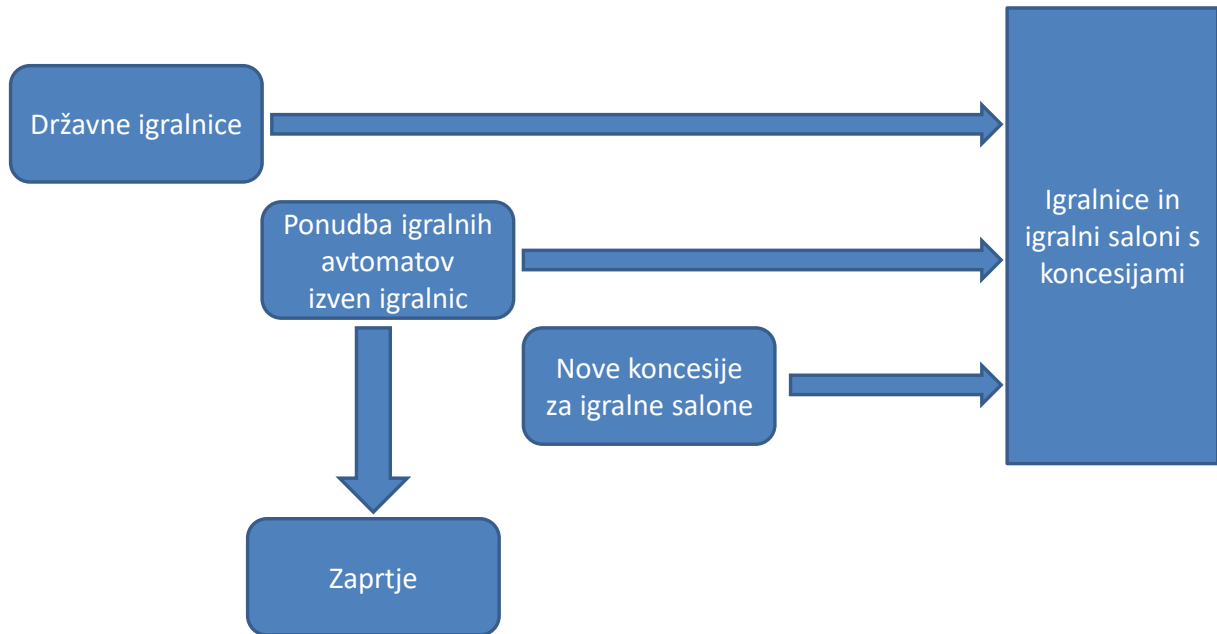 Državne igralnice
Ponudba igralnih
avtomatov
izven igralnic
Igralnice in
igralni saloni s
koncesijami
Nove koncesije
za igralne salone
Zaprtje